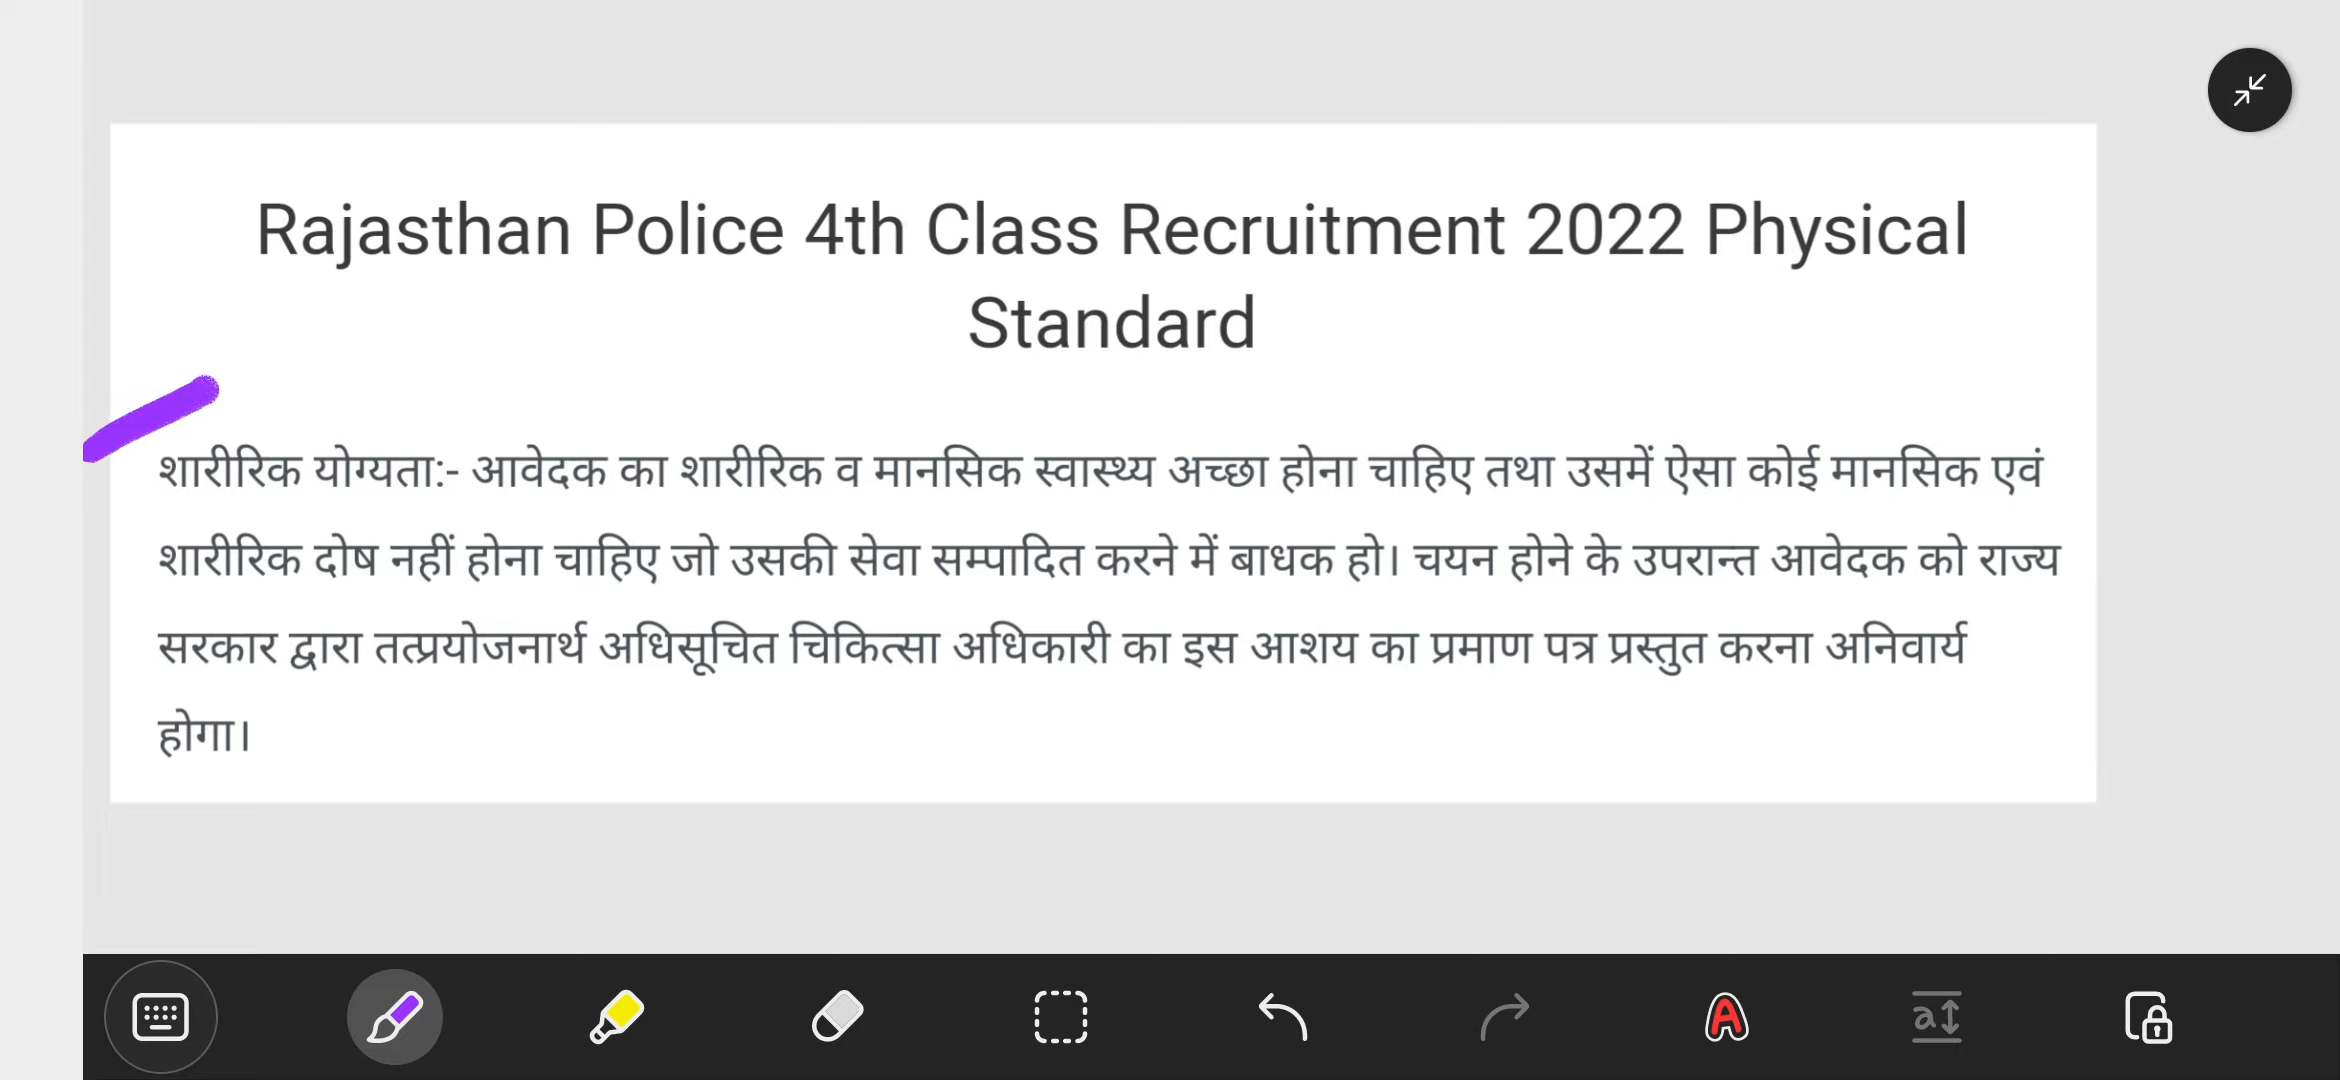 Rajasthan Police 4th Class Recruitment 2022 Physical
Standard
शारीरिक योग्यता:- आवेदक का शारीरिक व मानसिक स्वास्थ्य अच्छा होना चाहिए तथा उसमें ऐसा कोई मानसिक एवं
शारीरिक दोष नहीं होना चाहिए जो उसकी सेवा सम्पादित करने में बाधक हो। चयन होने के उपरान्त आवेदक को राज्य
सरकार द्वारा तत्प्रयोजनार्थ अधिसूचित चिकित्सा अधिकारी का इस आशय का प्रमाण पत्र प्रस्तुत करना अनिवार्य
होगा।